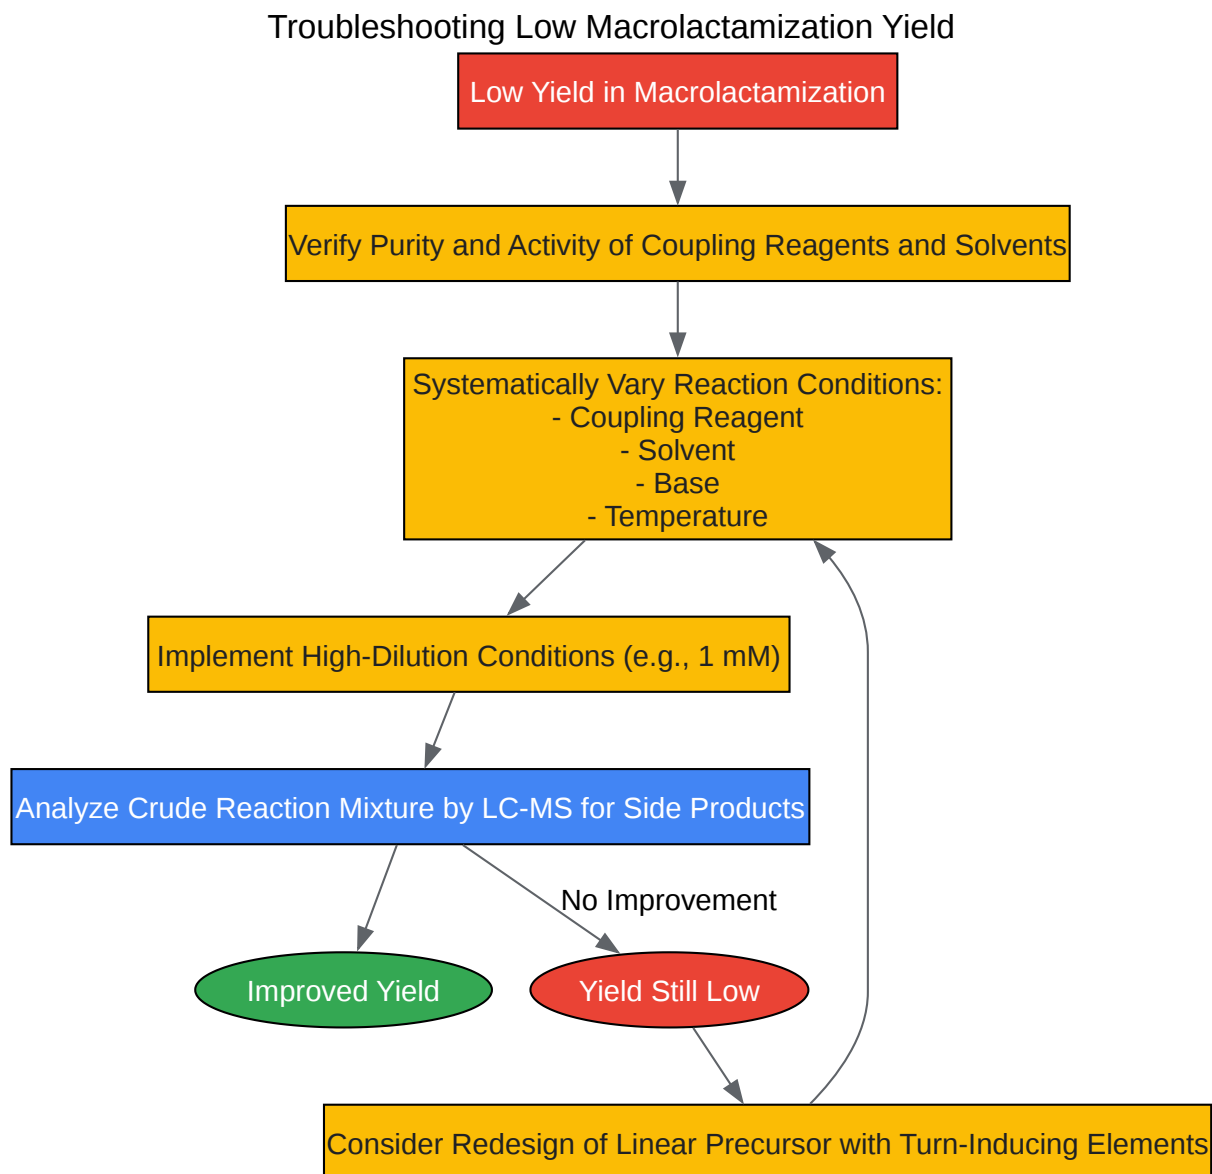 Troubleshooting Low Macrolactamization Yield
Low Yield in Macrolactamization
Verify Purity and Activity of Coupling Reagents and Solvents
Systematically Vary Reaction Conditions:
- Coupling Reagent
- Solvent
- Base
- Temperature
Implement High-Dilution Conditions (e.g., 1 mM)
Analyze Crude Reaction Mixture by LC-MS for Side Products
No Improvement
Improved Yield
Yield Still Low
Consider Redesign of Linear Precursor with Turn-Inducing Elements